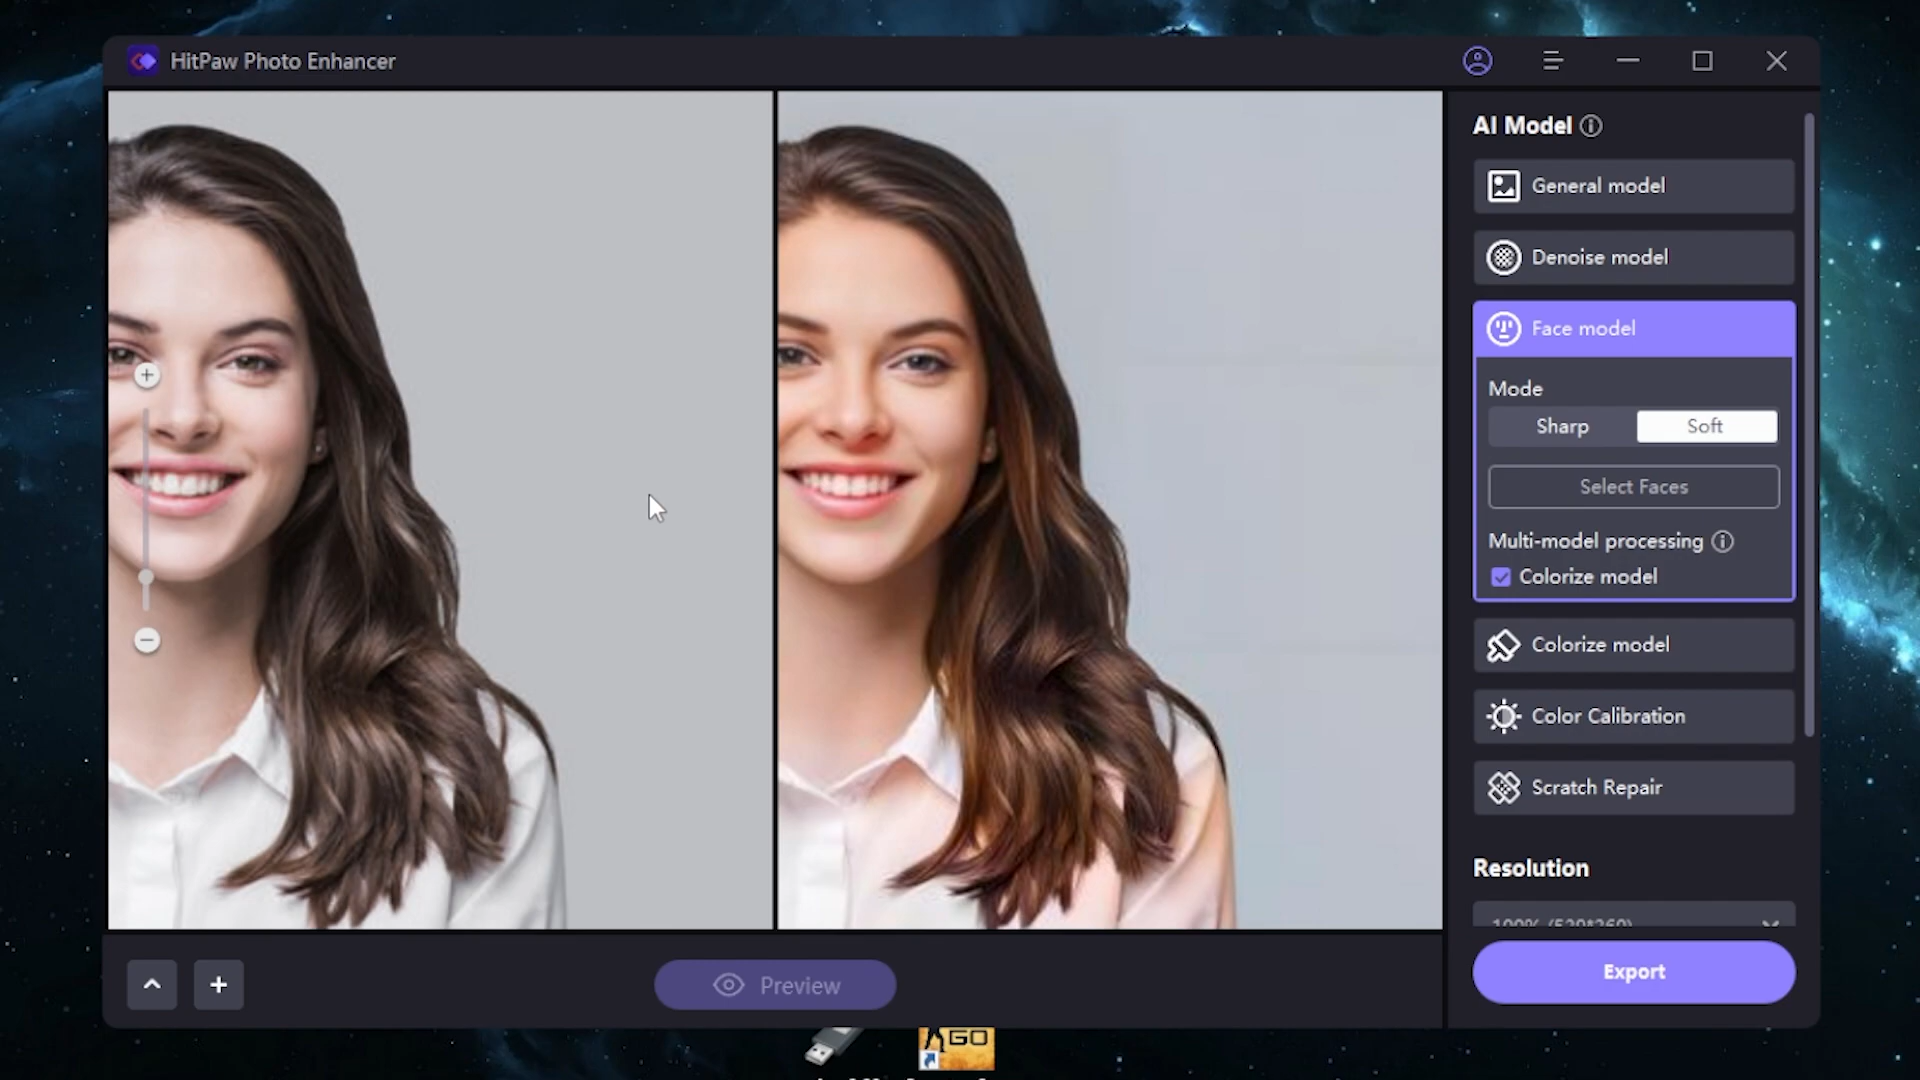 HitPaw Photo Enhancer
AI Model
General model
Denoise model
Face model
Mode
Sharp
Soft
Select Faces
Multi-model processing
Colorize model
Colorize model
Color Calibration
Scratch Repair
Resolution
Export
Preview
GO